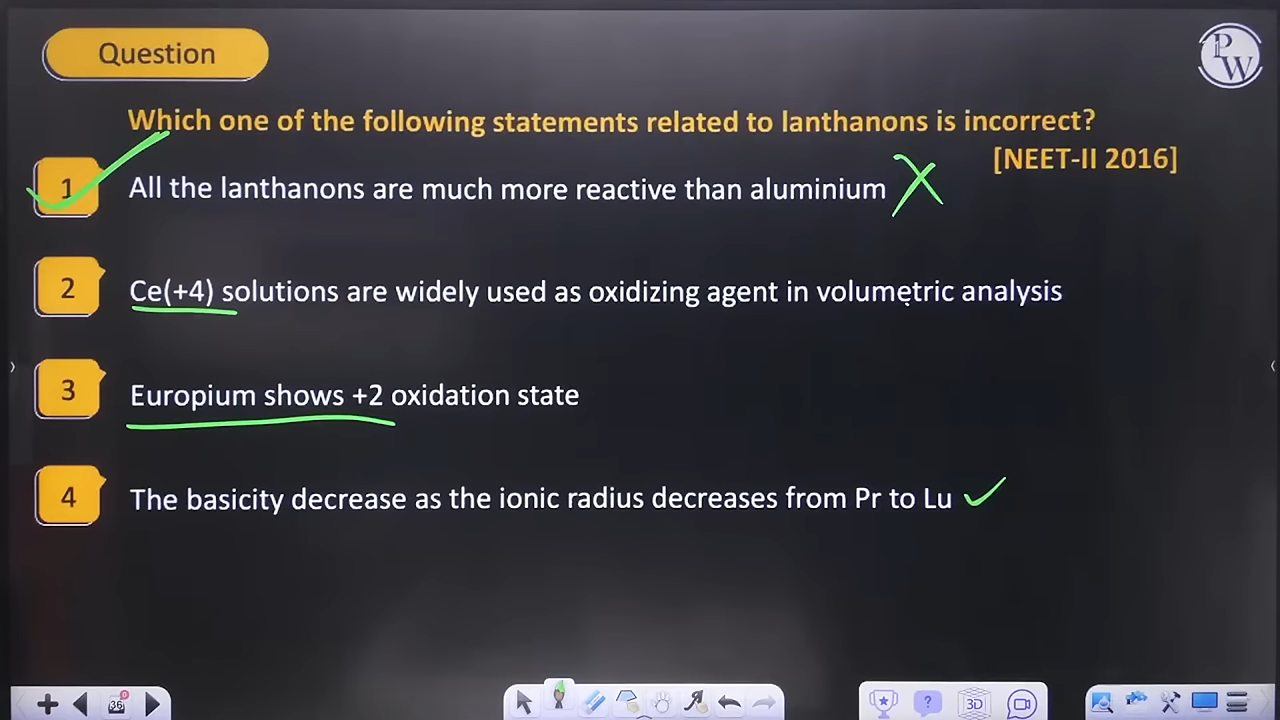 Question
PW
Which one of the following statements related to lanthanons is incorrect?
[NEET-II 2016]
1 All the lanthanons are much more reactive than aluminium
2 Ce(+4) solutions are widely used as oxidizing agent in volumetric analysis
3 Europium shows +2 oxidation state
4 The basicity decrease as the ionic radius decreases from Pr to Lu
36
0
?
3D